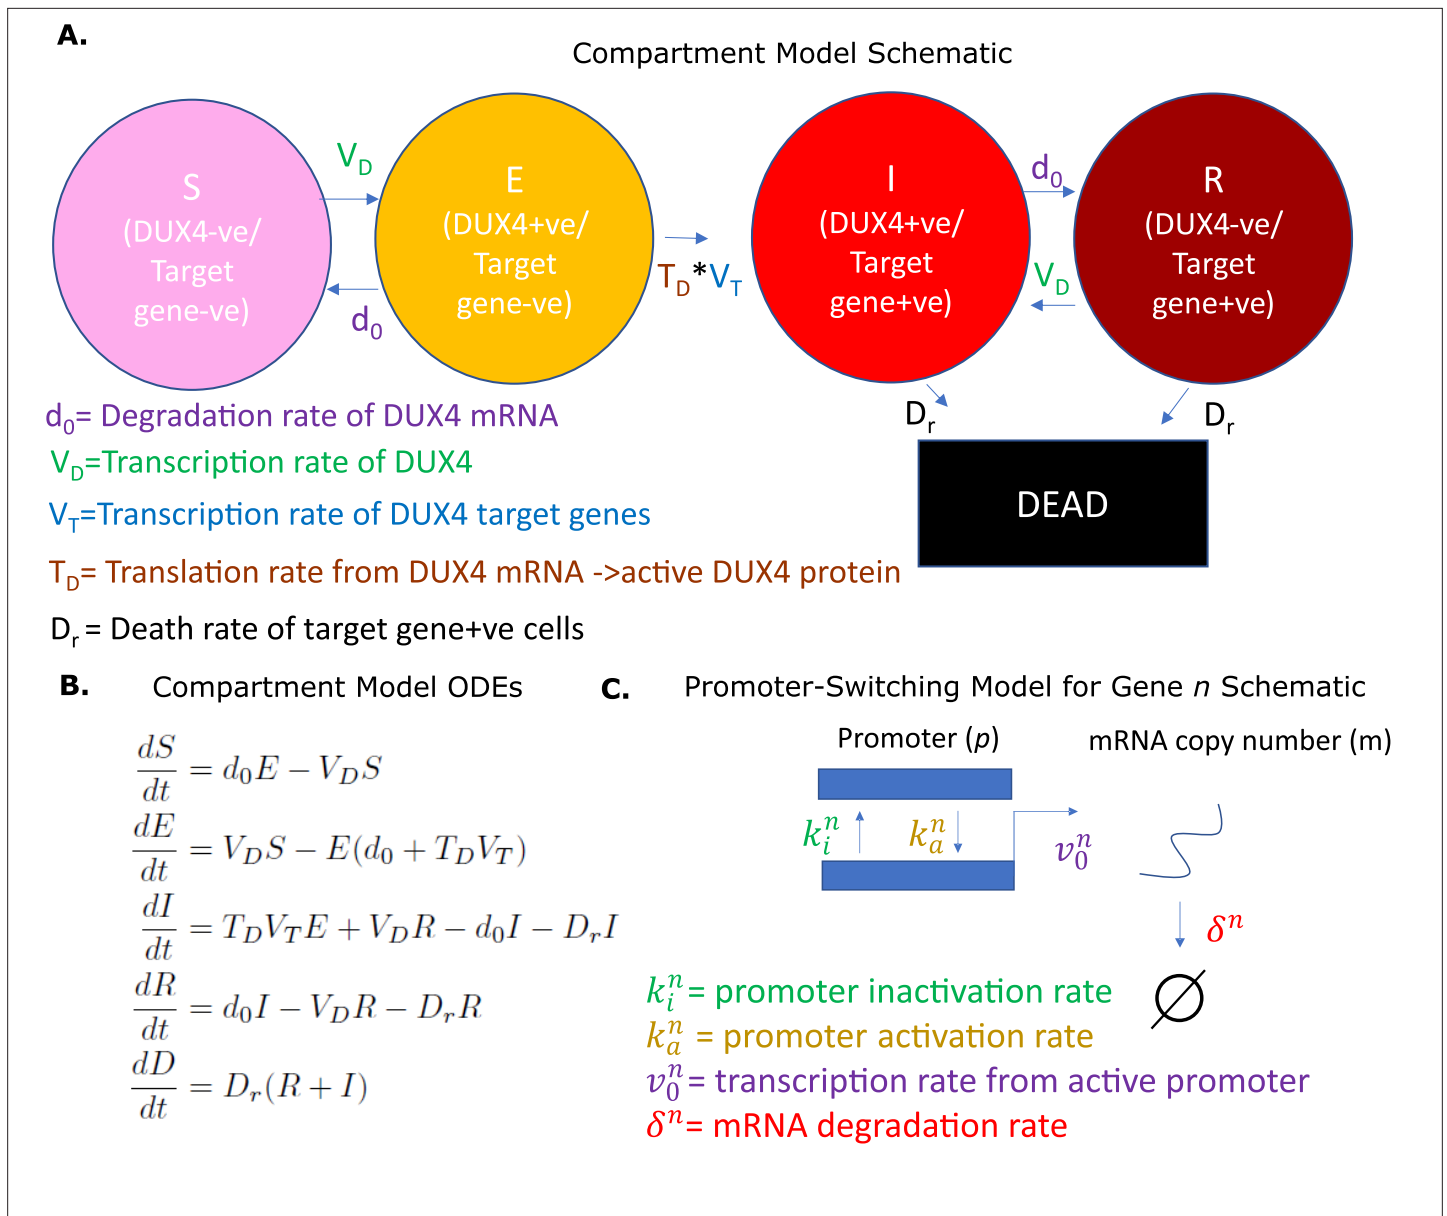 A.
Compartment Model Schematic
S
(DUX4-ve/
Target
gene-ve)
V_D
d_0
E
(DUX4+ve/
Target
gene-ve)
T_D*V_T
I
(DUX4+ve/
Target
gene+ve)
d_0
V_D
R
(DUX4-ve/
Target
gene+ve)
D_r
D_r
DEAD
d_0= Degradation rate of DUX4 mRNA
V_D=Transcription rate of DUX4
V_T=Transcription rate of DUX4 target genes
T_D= Translation rate from DUX4 mRNA ->active DUX4 protein
D_r = Death rate of target gene+ve cells
B.
Compartment Model ODEs
dS/dt = d_0E − V_DS
dE/dt = V_DS − E(d_0 + T_DV_T)
dI/dt = T_DV_TE + V_DR − d_0I − D_rI
dR/dt = d_0I − V_DR − D_rR
dD/dt = D_r(R + I)
C.
Promoter-Switching Model for Gene n Schematic
Promoter (p)
mRNA copy number (m)
k_i^n
k_a^n
v_0^n
δ^n
∅
k_i^n= promoter inactivation rate
k_a^n = promoter activation rate
v_0^n= transcription rate from active promoter
δ^n= mRNA degradation rate